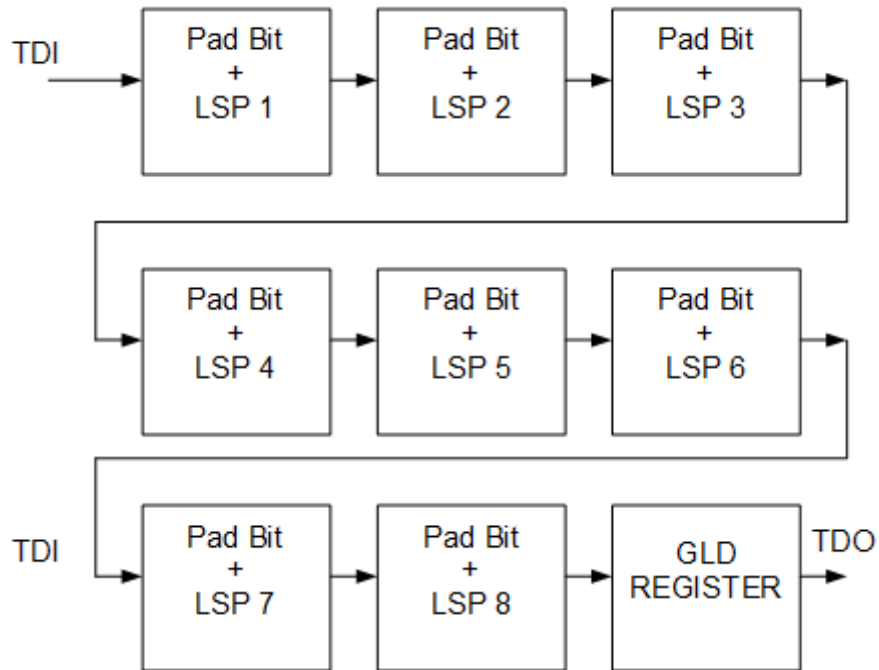 TDI
Pad Bit
+
LSP 1
Pad Bit
+
LSP 2
Pad Bit
+
LSP 3
Pad Bit
+
LSP 4
Pad Bit
+
LSP 5
Pad Bit
+
LSP 6
TDI
Pad Bit
+
LSP 7
Pad Bit
+
LSP 8
GLD
REGISTER
TDO